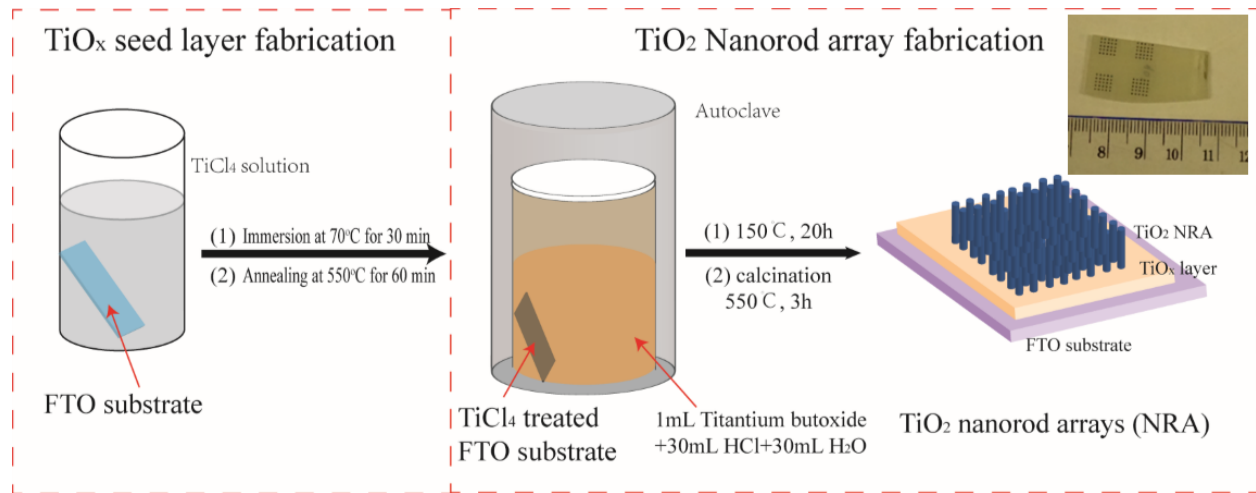 TiOx seed layer fabrication
TiCl4 solution
(1) Immersion at 70°C for 30 min
(2) Annealing at 550°C for 60 min
FTO substrate
TiO2 Nanorod array fabrication
Autoclave
TiCl4 treated
FTO substrate
1mL Titantium butoxide
+30mL HCl+30mL H2O
(1) 150℃, 20h
(2) calcination
550℃, 3h
8 9 10 11 12
TiO2 NRA
TiOx layer
FTO substrate
TiO2 nanorod arrays (NRA)